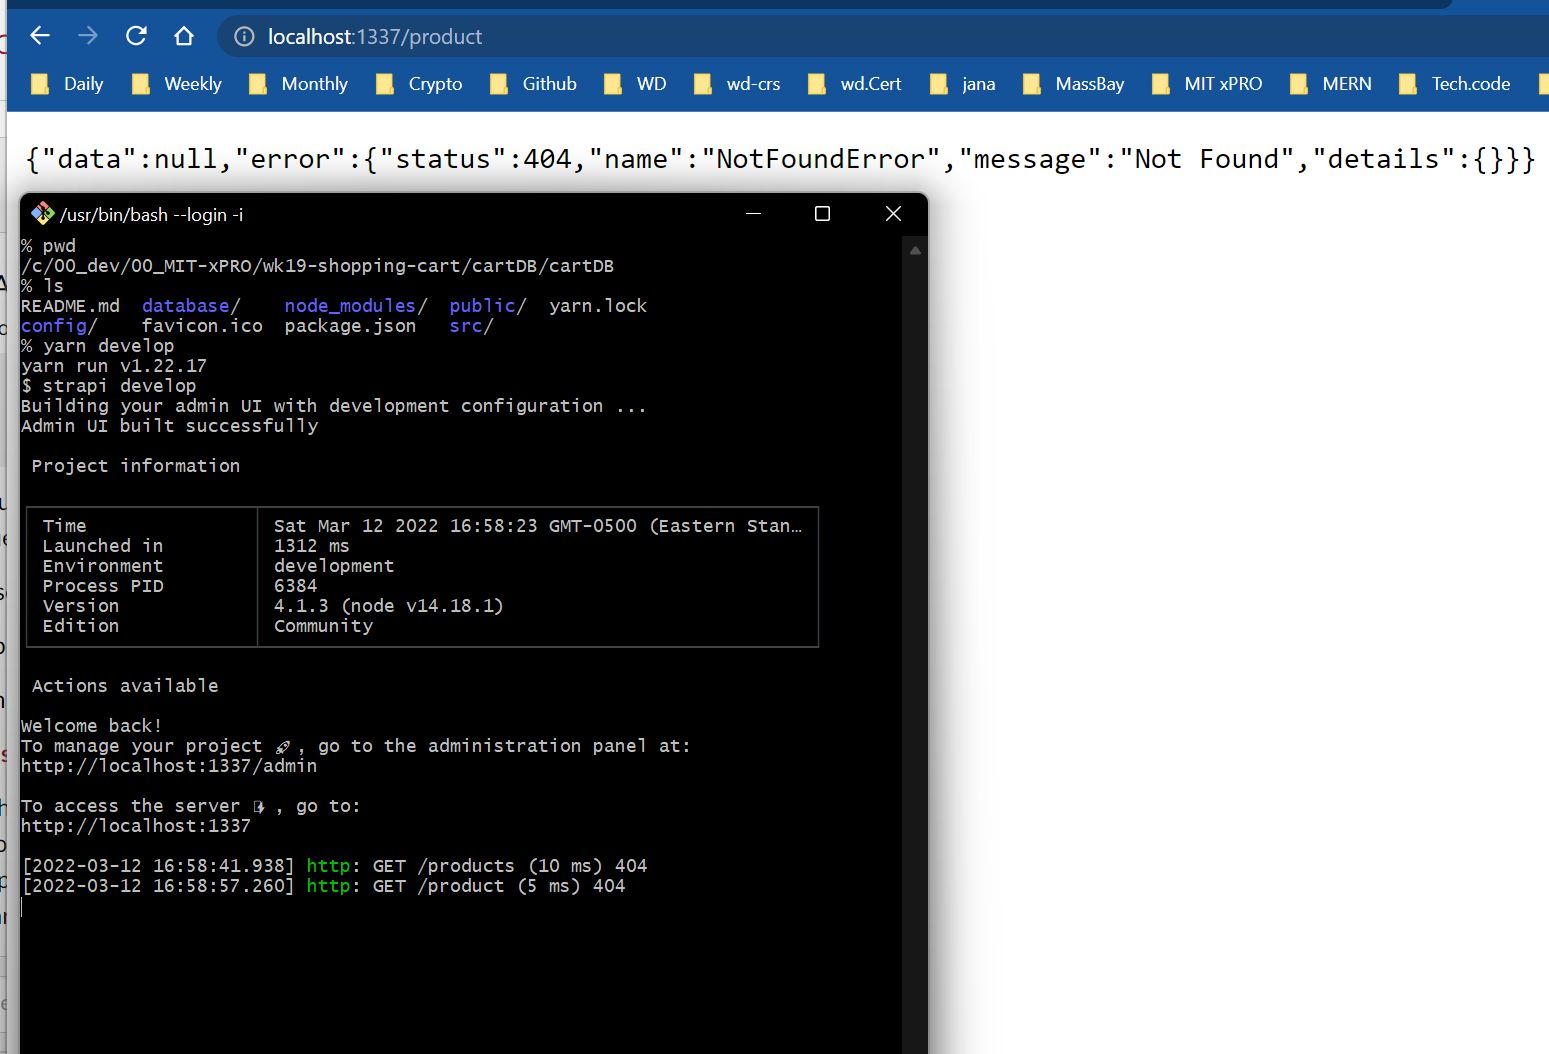 localhost:1337/product
Daily Weekly Monthly Crypto Github WD wd-crs wd.Cert jana MassBay MIT xPRO MERN Tech.code
{"data":null,"error":{"status":404,"name":"NotFoundError","message":"Not Found","details":{}}}
/usr/bin/bash --login -i
% pwd
/c/00_dev/00_MIT-xPRO/wk19-shopping-cart/cartDB/cartDB
% ls
README.md database/ node_modules/ public/ yarn.lock
config/ favicon.ico package.json src/
% yarn develop
yarn run v1.22.17
$ strapi develop
Building your admin UI with development configuration ...
Admin UI built successfully
Project information
Time Sat Mar 12 2022 16:58:23 GMT-0500 (Eastern Stan…
Launched in 1312 ms
Environment development
Process PID 6384
Version 4.1.3 (node v14.18.1)
Edition Community
Actions available
Welcome back!
To manage your project 🚀, go to the administration panel at:
http://localhost:1337/admin
To access the server ⚡, go to:
http://localhost:1337
[2022-03-12 16:58:41.938] http: GET /products (10 ms) 404
[2022-03-12 16:58:57.260] http: GET /product (5 ms) 404